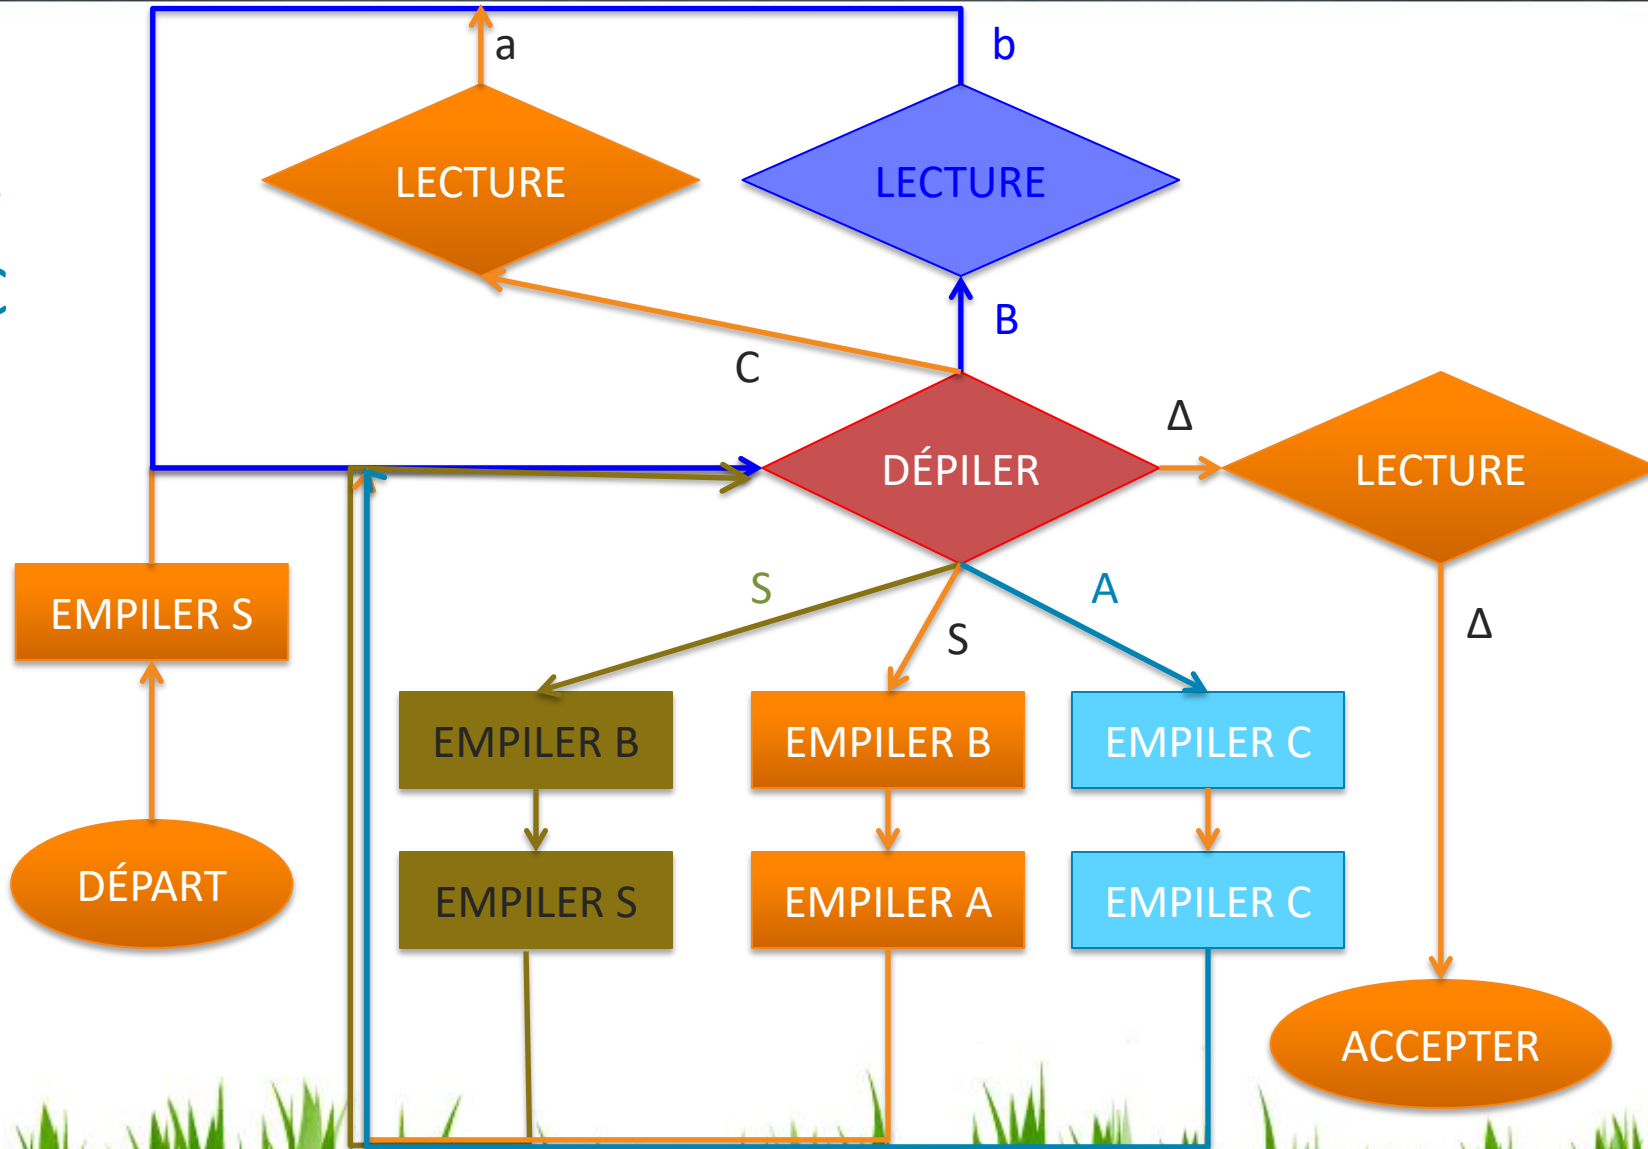 a
b
LECTURE
LECTURE
C
B
C
Δ
DÉPILER
LECTURE
S
A
EMPILER S
S
Δ
EMPILER B
EMPILER B
EMPILER C
DÉPART
EMPILER S
EMPILER A
EMPILER C
ACCEPTER